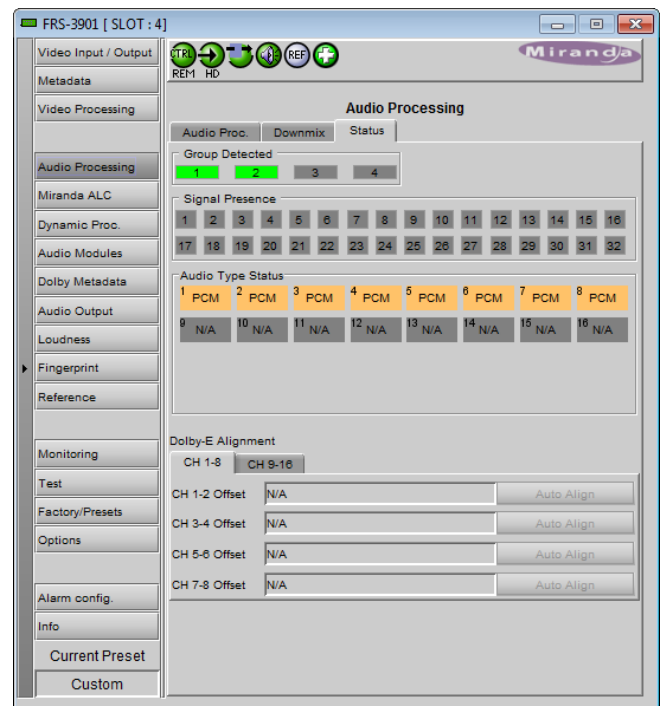 FRS-3901 [ SLOT : 4]
Video Input / Output
Metadata
Video Processing
Audio Processing
Miranda ALC
Dynamic Proc.
Audio Modules
Dolby Metadata
Audio Output
Loudness
Fingerprint
Reference
Monitoring
Test
Factory/Presets
Options
Alarm config.
Info
Current Preset
Custom
CTRL REF
REM HD
Miranda
Audio Processing
Audio Proc. Downmix Status
Group Detected
1 2 3 4
Signal Presence
1 2 3 4 5 6 7 8 9 10 11 12 13 14 15 16
17 18 19 20 21 22 23 24 25 26 27 28 29 30 31 32
Audio Type Status
1 PCM 2 PCM 3 PCM 4 PCM 5 PCM 6 PCM 7 PCM 8 PCM
9 N/A 10 N/A 11 N/A 12 N/A 13 N/A 14 N/A 15 N/A 16 N/A
Dolby-E Alignment
CH 1-8 CH 9-16
CH 1-2 Offset N/A Auto Align
CH 3-4 Offset N/A Auto Align
CH 5-6 Offset N/A Auto Align
CH 7-8 Offset N/A Auto Align